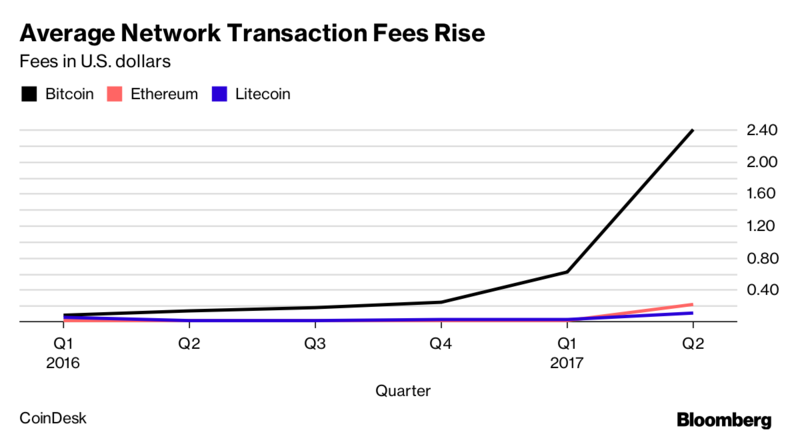 Average Network Transaction Fees Rise
Fees in U.S. dollars
Bitcoin Ethereum Litecoin
2.40
2.00
1.60
1.20
0.80
0.40
Q1 Q2 Q3 Q4 Q1 Q2
2016 2017
Quarter
CoinDesk Bloomberg